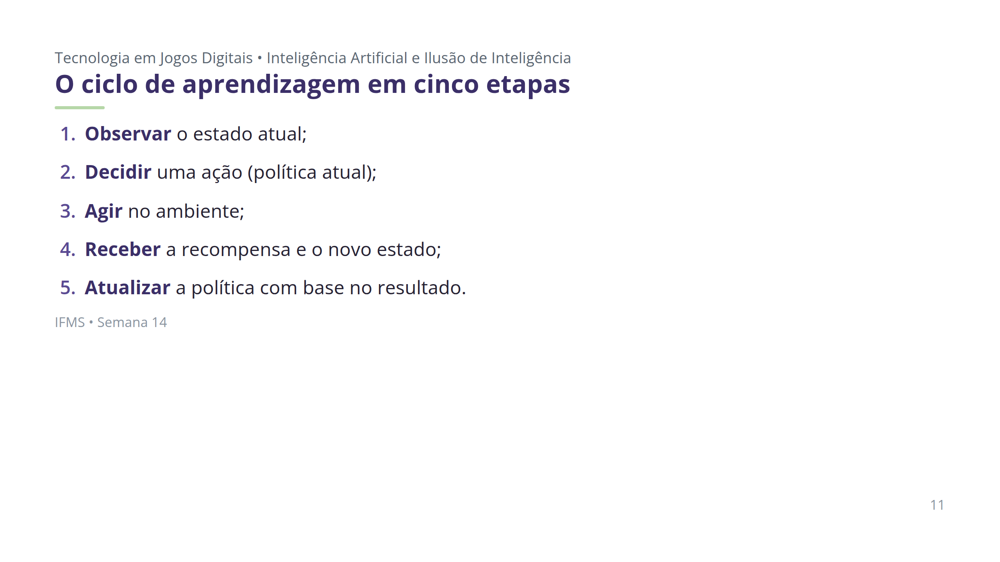 Tecnologia em Jogos Digitais • Inteligência Artificial e Ilusão de Inteligência
O ciclo de aprendizagem em cinco etapas
1. Observar o estado atual;
2. Decidir uma ação (política atual);
3. Agir no ambiente;
4. Receber a recompensa e o novo estado;
5. Atualizar a política com base no resultado.
IFMS • Semana 14
11